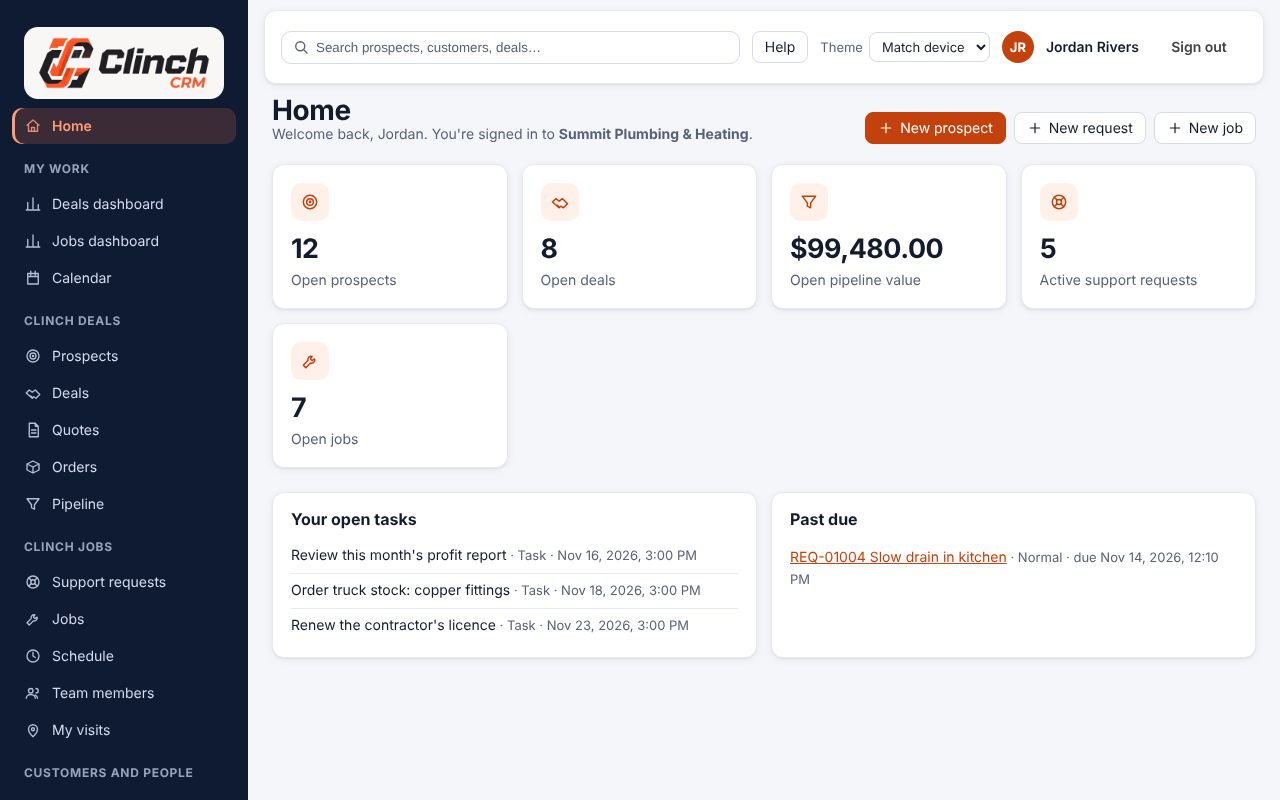 Clinch
CRM
Home
MY WORK
Deals dashboard
Jobs dashboard
Calendar
CLINCH DEALS
Prospects
Deals
Quotes
Orders
Pipeline
CLINCH JOBS
Support requests
Jobs
Schedule
Team members
My visits
CUSTOMERS AND PEOPLE
Search prospects, customers, deals…
Help
Theme
Match device
JR
Jordan Rivers
Sign out
Home
Welcome back, Jordan. You're signed in to Summit Plumbing & Heating.
+ New prospect
+ New request
+ New job
12
Open prospects
8
Open deals
$99,480.00
Open pipeline value
5
Active support requests
7
Open jobs
Your open tasks
Review this month's profit report · Task · Nov 16, 2026, 3:00 PM
Order truck stock: copper fittings · Task · Nov 18, 2026, 3:00 PM
Renew the contractor's licence · Task · Nov 23, 2026, 3:00 PM
Past due
REQ-01004 Slow drain in kitchen · Normal · due Nov 14, 2026, 12:10
PM